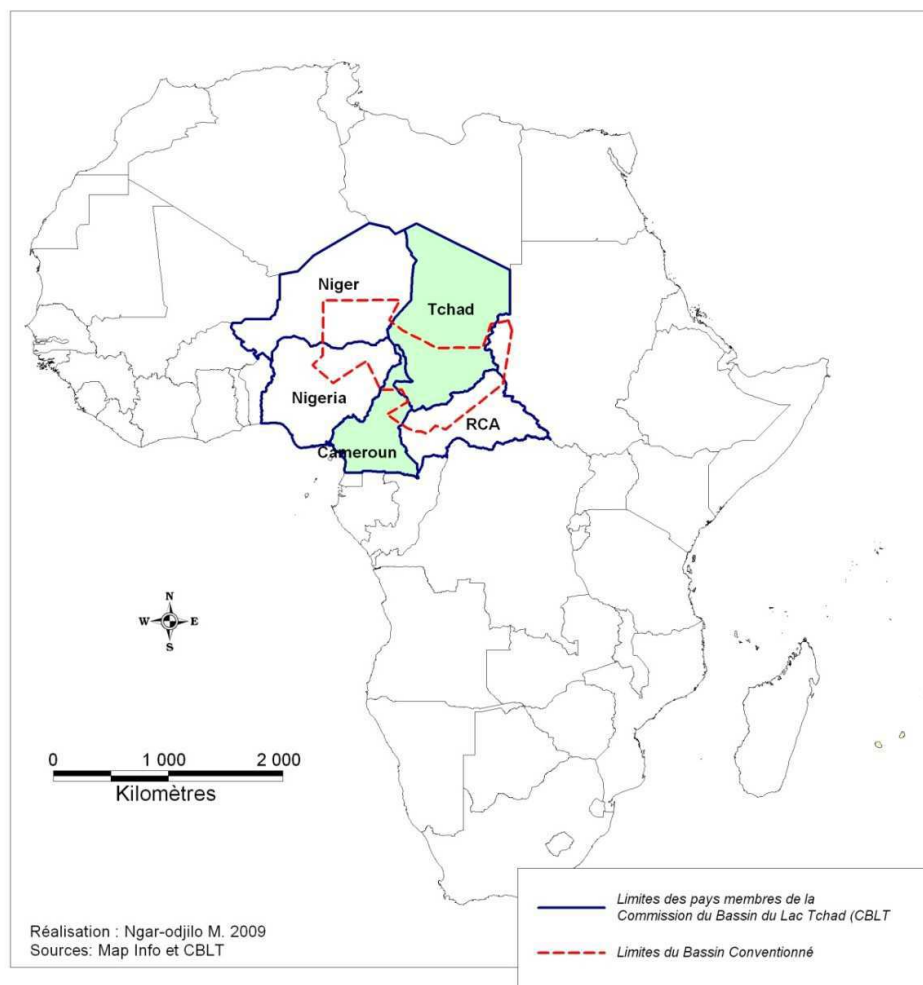 Niger
Tchad
Nigeria
RCA
Cameroun
N
W E
S
0 1 000 2 000
Kilomètres
Réalisation : Ngar-odjilo M. 2009
Sources: Map Info et CBLT
Limites des pays membres de la
Commission du Bassin du Lac Tchad (CBLT
Limites du Bassin Conventionné